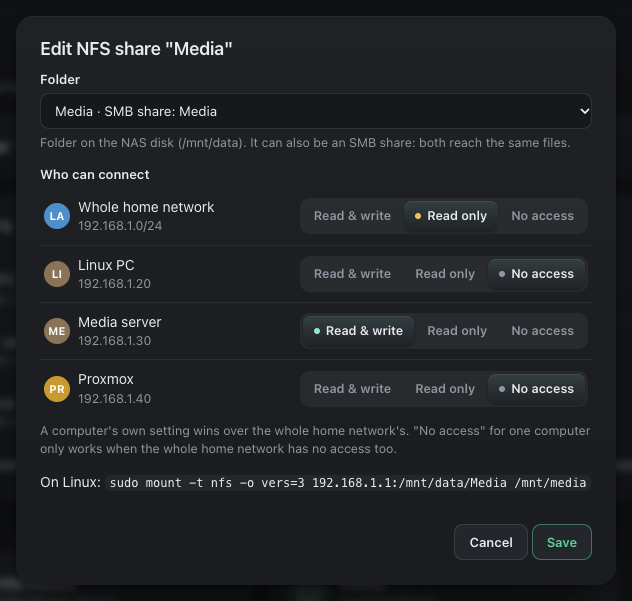 Edit NFS share "Media"
Folder
Media · SMB share: Media
Folder on the NAS disk (/mnt/data). It can also be an SMB share: both reach the same files.
Who can connect
LA Whole home network Read & write Read only No access
192.168.1.0/24
LI Linux PC Read & write Read only No access
192.168.1.20
ME Media server Read & write Read only No access
192.168.1.30
PR Proxmox Read & write Read only No access
192.168.1.40
A computer's own setting wins over the whole home network's. "No access" for one computer
only works when the whole home network has no access too.
On Linux: sudo mount -t nfs -o vers=3 192.168.1.1:/mnt/data/Media /mnt/media
Cancel Save